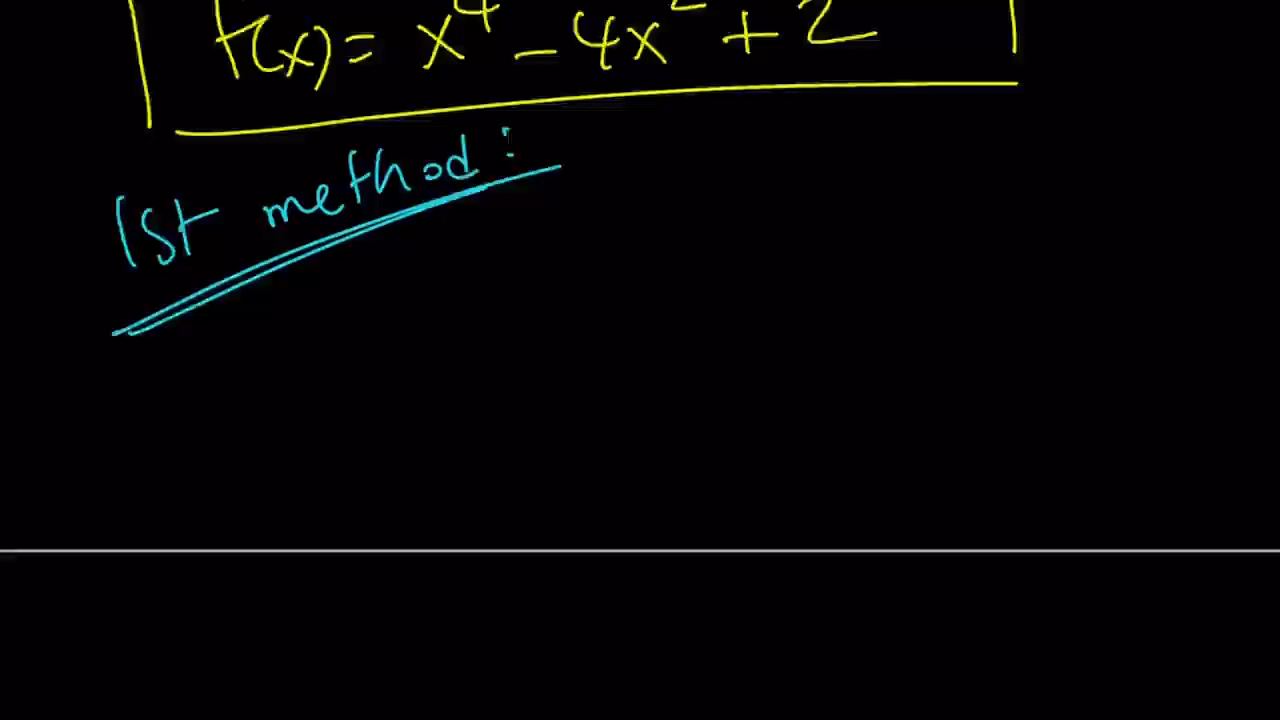 f(x) = x⁴ - 4x² + 2
1st method: